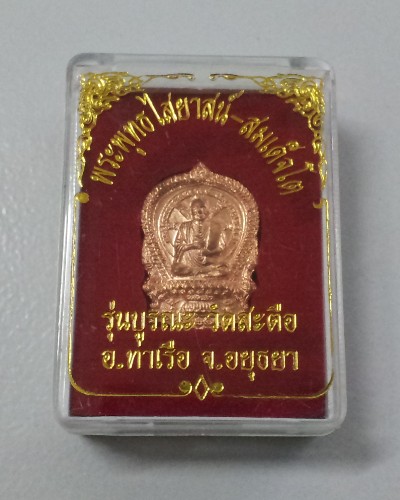 พระพุทธไสยาสน์-สมเด็จโต
รุ่นบูรณะ วัดสะตือ
อ.ท่าเรือ จ.อยุธยา